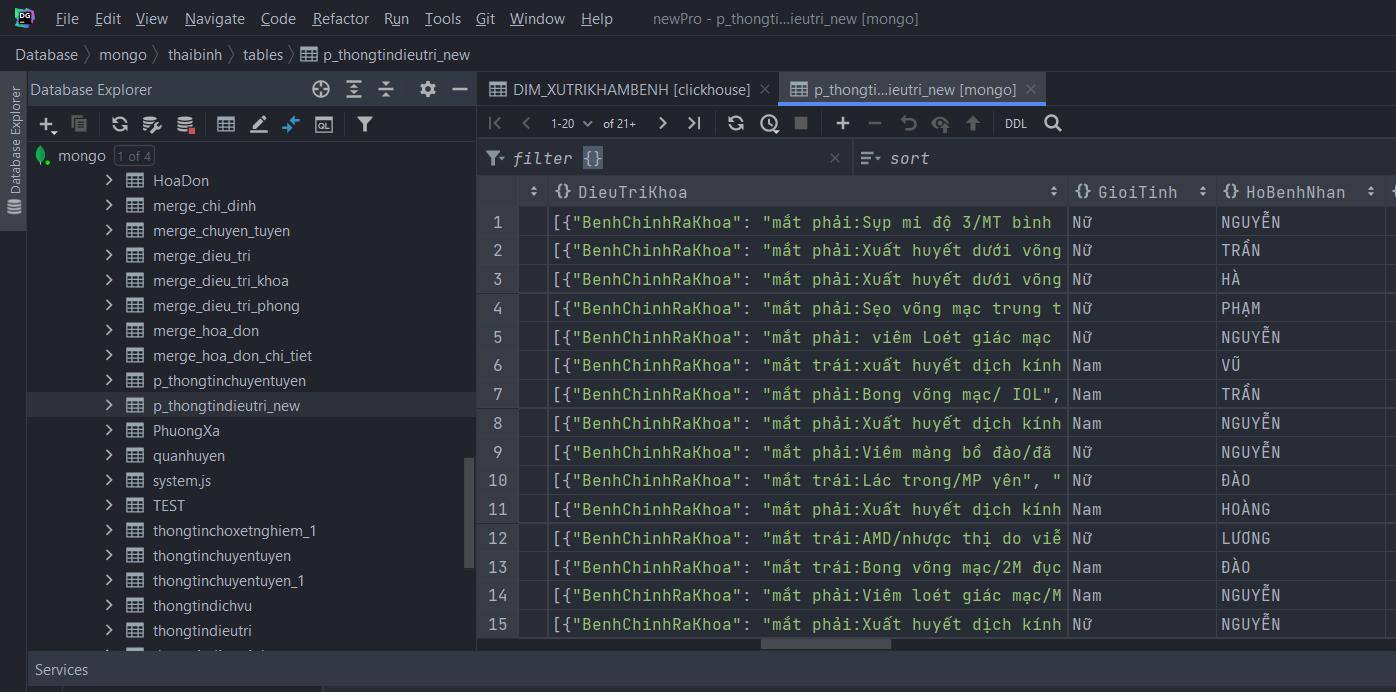 DG File Edit View Navigate Code Refactor Run Tools Git Window Help newPro - p_thongti...ieutri_new [mongo]
Database mongo thaibinh tables p_thongtindieutri_new
Database Explorer
Database Explorer
mongo 1 of 4
HoaDon
merge_chi_dinh
merge_chuyen_tuyen
merge_dieu_tri
merge_dieu_tri_khoa
merge_dieu_tri_phong
merge_hoa_don
merge_hoa_don_chi_tiet
p_thongtinchuyentuyen
p_thongtindieutri_new
PhuongXa
quanhuyen
system.js
TEST
thongtinchoxetnghiem_1
thongtinchuyentuyen
thongtinchuyentuyen_1
thongtindichvu
thongtindieutri
QL
DIM_XUTRIKHAMBENH [clickhouse] p_thongti...ieutri_new [mongo]
1-20 of 21+ DDL
filter {} sort
{} DieuTriKhoa {} GioiTinh {} HoBenhNhan
1 [{"BenhChinhRaKhoa": "mắt phải:Sụp mi độ 3/MT bình Nữ NGUYỄN
2 [{"BenhChinhRaKhoa": "mắt phải:Xuất huyết dưới võng Nữ TRẦN
3 [{"BenhChinhRaKhoa": "mắt phải:Xuất huyết dưới võng Nữ HÀ
4 [{"BenhChinhRaKhoa": "mắt phải:Sẹo võng mạc trung t Nữ PHẠM
5 [{"BenhChinhRaKhoa": "mắt phải: viêm Loét giác mạc Nữ NGUYỄN
6 [{"BenhChinhRaKhoa": "mắt trái:xuất huyết dịch kính Nam VŨ
7 [{"BenhChinhRaKhoa": "mắt phải:Bong võng mạc/ IOL", Nam TRẦN
8 [{"BenhChinhRaKhoa": "mắt phải:Xuất huyết dịch kính Nam NGUYỄN
9 [{"BenhChinhRaKhoa": "mắt phải:Viêm màng bồ đào/đã Nữ NGUYỄN
10 [{"BenhChinhRaKhoa": "mắt trái:Lác trong/MP yên", " Nữ ĐÀO
11 [{"BenhChinhRaKhoa": "mắt phải:Xuất huyết dịch kính Nam HOÀNG
12 [{"BenhChinhRaKhoa": "mắt trái:AMD/nhược thị do viễ Nữ LƯƠNG
13 [{"BenhChinhRaKhoa": "mắt trái:Bong võng mạc/2M đục Nam ĐÀO
14 [{"BenhChinhRaKhoa": "mắt phải:Viêm loét giác mạc/M Nam NGUYỄN
15 [{"BenhChinhRaKhoa": "mắt phải:Xuất huyết dịch kính Nữ NGUYỄN
Services